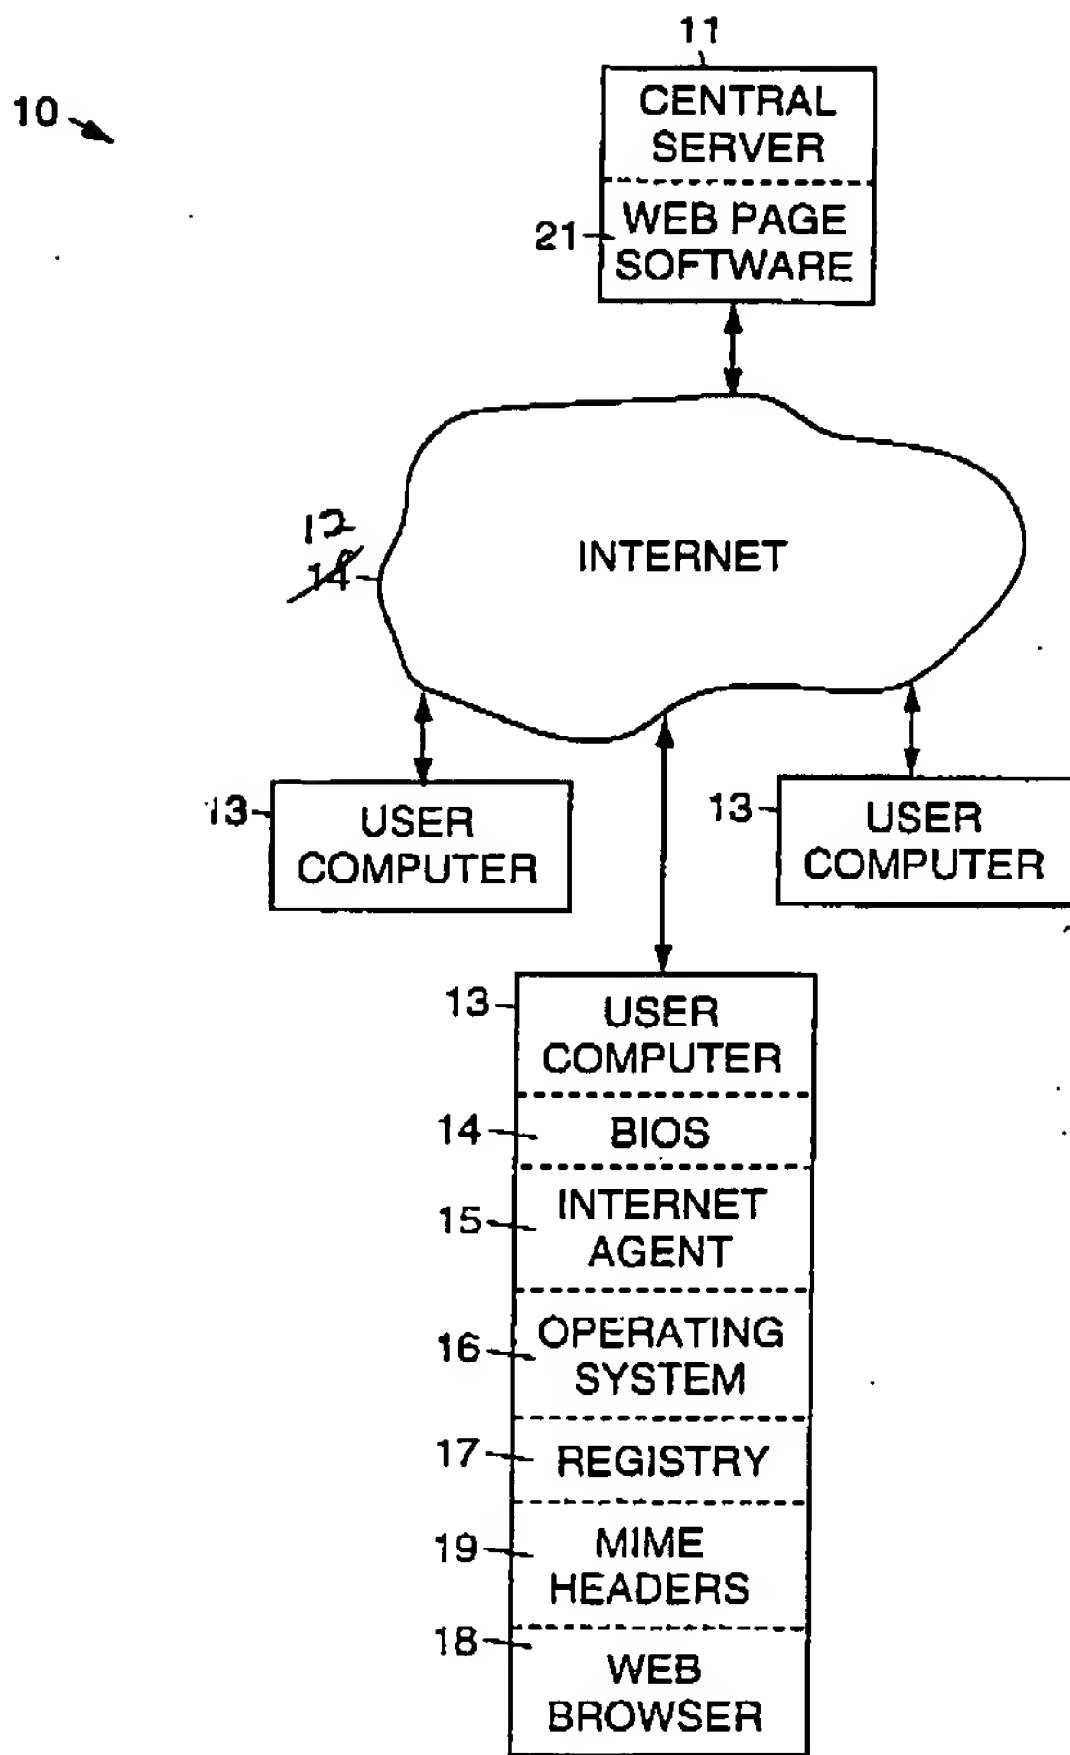 11
10
CENTRAL
SERVER
21
WEB PAGE
SOFTWARE
12
14
INTERNET
13
USER
COMPUTER
13
USER
COMPUTER
13
USER
COMPUTER
14
BIOS
15
INTERNET
AGENT
16
OPERATING
SYSTEM
17
REGISTRY
19
MIME
HEADERS
18
WEB
BROWSER